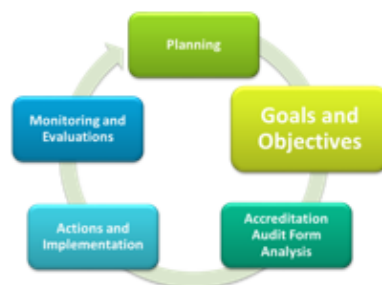 Planning
Goals and
Objectives
Accreditation
Audit Form
Analysis
Actions and
Implementation
Monitoring and
Evaluations